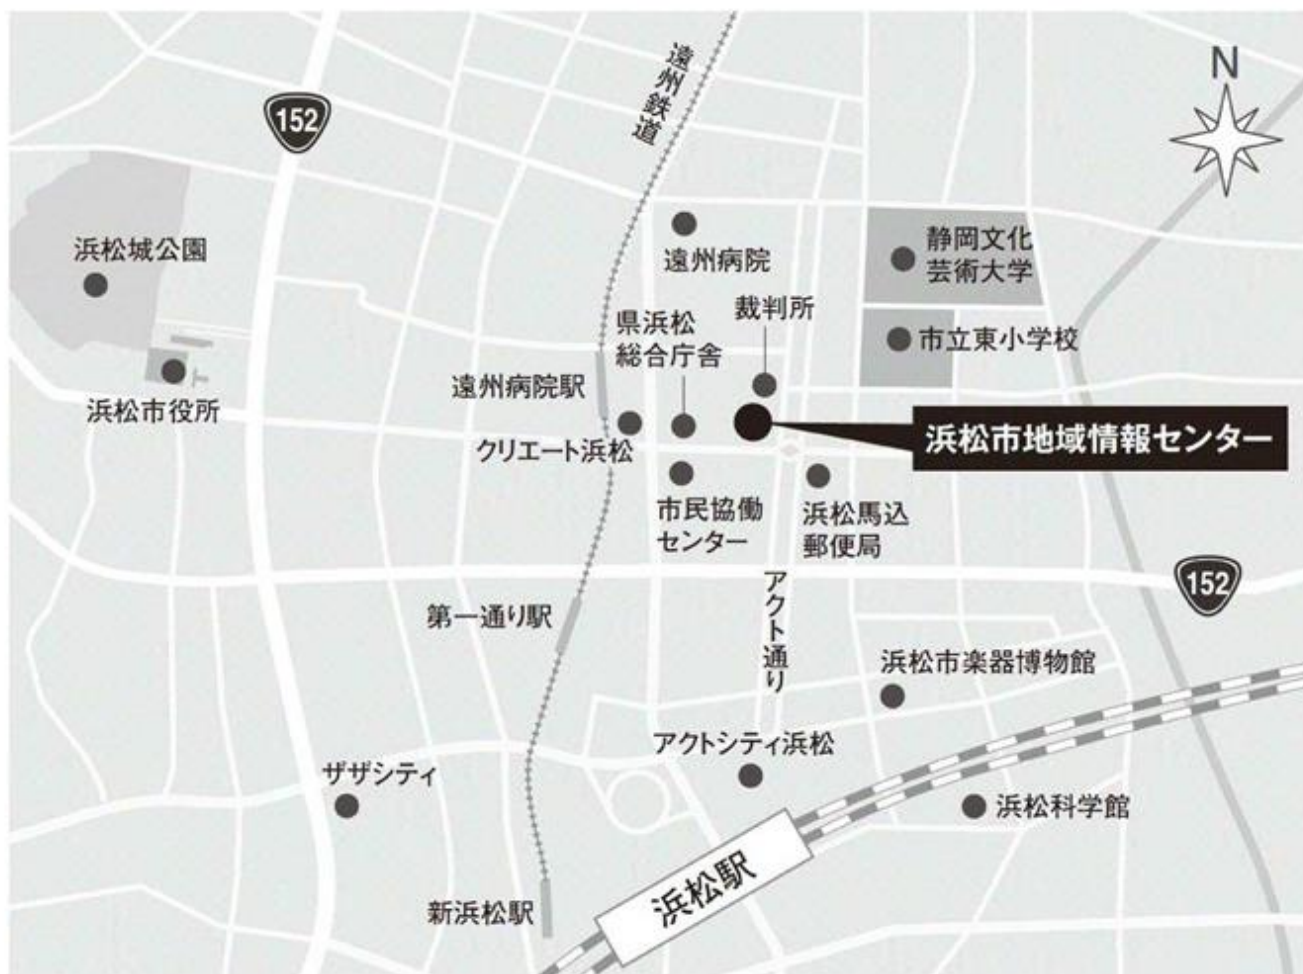 遠州鉄道
N
152
浜松城公園
遠州病院
静岡文化
芸術大学
裁判所
県浜松
総合庁舎
市立東小学校
遠州病院駅
浜松市役所
クリエート浜松
浜松市地域情報センター
市民協働
センター
浜松馬込
郵便局
152
アクト通り
第一通り駅
浜松市楽器博物館
アクトシティ浜松
ザザシティ
浜松科学館
浜松駅
新浜松駅